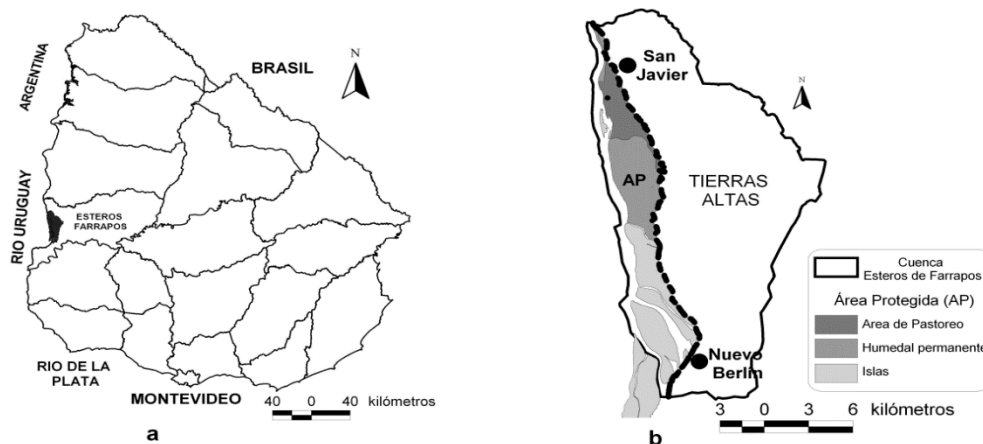 ARGENTINA
BRASIL
N
RIO URUGUAY
ESTEROS
FARRAPOS
RIO DE LA
PLATA
MONTEVIDEO
40 0 40 kilómetros
a
San
Javier
N
AP
TIERRAS
ALTAS
Cuenca
Esteros de Farrapos
Área Protegida (AP)
Area de Pastoreo
Humedal permanente
Islas
Nuevo
Berlín
3 0 3 6 kilómetros
b